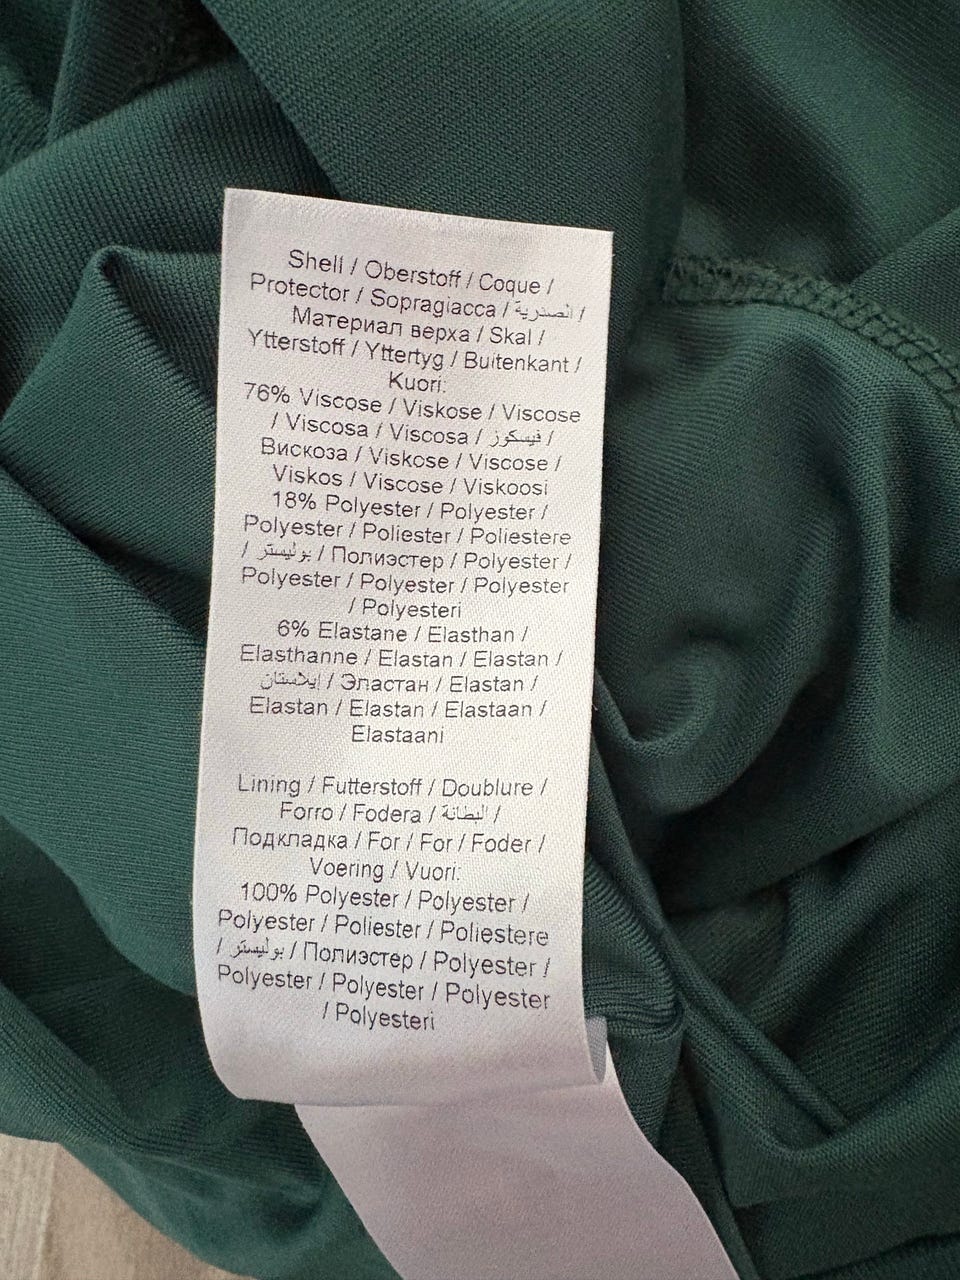 Shell / Oberstoff / Coque /
Protector / Sopragiacca / الصدرية /
Материал верха / Skal /
Ytterstoff / Yttertyg / Buitenkant /
Kuori:
76% Viscose / Viskose / Viscose
/ Viscosa / Viscosa / فيسكوز /
Вискоза / Viskose / Viscose /
Viskos / Viscose / Viskoosi
18% Polyester / Polyester /
Polyester / Poliester / Poliestere
/ بوليستر / Полиэстер / Polyester /
Polyester / Polyester / Polyester
/ Polyesteri
6% Elastane / Elasthan /
Elasthanne / Elastan / Elastan /
إيلاستان / Эластан / Elastan /
Elastan / Elastan / Elastaan /
Elastaani
Lining / Futterstoff / Doublure /
Forro / Fodera / البطانة /
Подкладка / For / For / Foder /
Voering / Vuori:
100% Polyester / Polyester /
Polyester / Poliester / Poliestere
/ بوليستر / Полиэстер / Polyester /
Polyester / Polyester / Polyester
/ Polyesteri